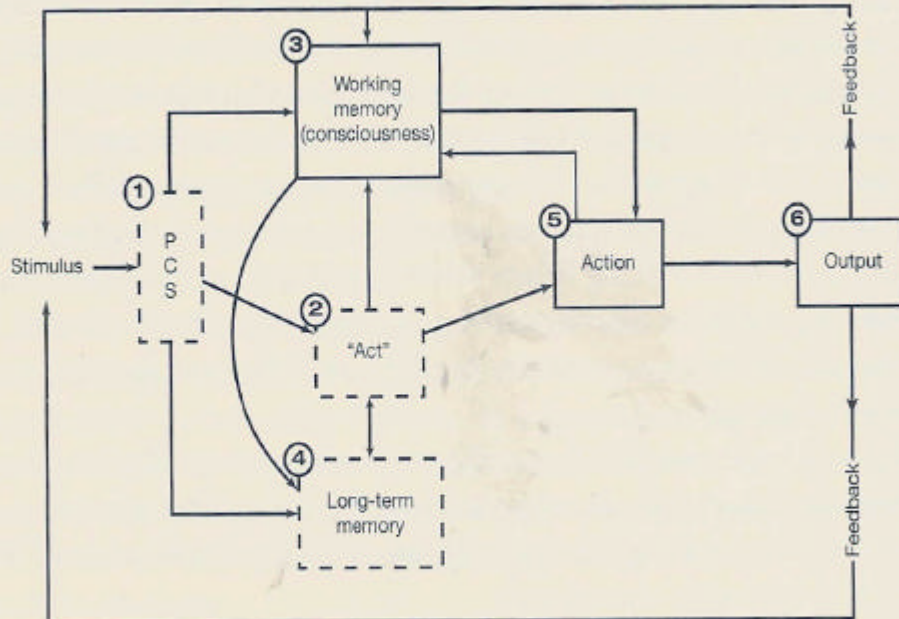 3
Working
memory
(consciousness)
Feedback
1
P
C
S
5
6
Stimulus
Action
Output
2
"Act"
4
Long-term
memory
Feedback